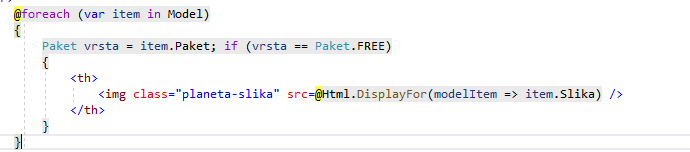 @foreach (var item in Model)
{
Paket vrsta = item.Paket; if (vrsta == Paket.FREE)
{
<th>
<img class="planeta-slika" src=@Html.DisplayFor(modelItem => item.Slika) />
</th>
}
}